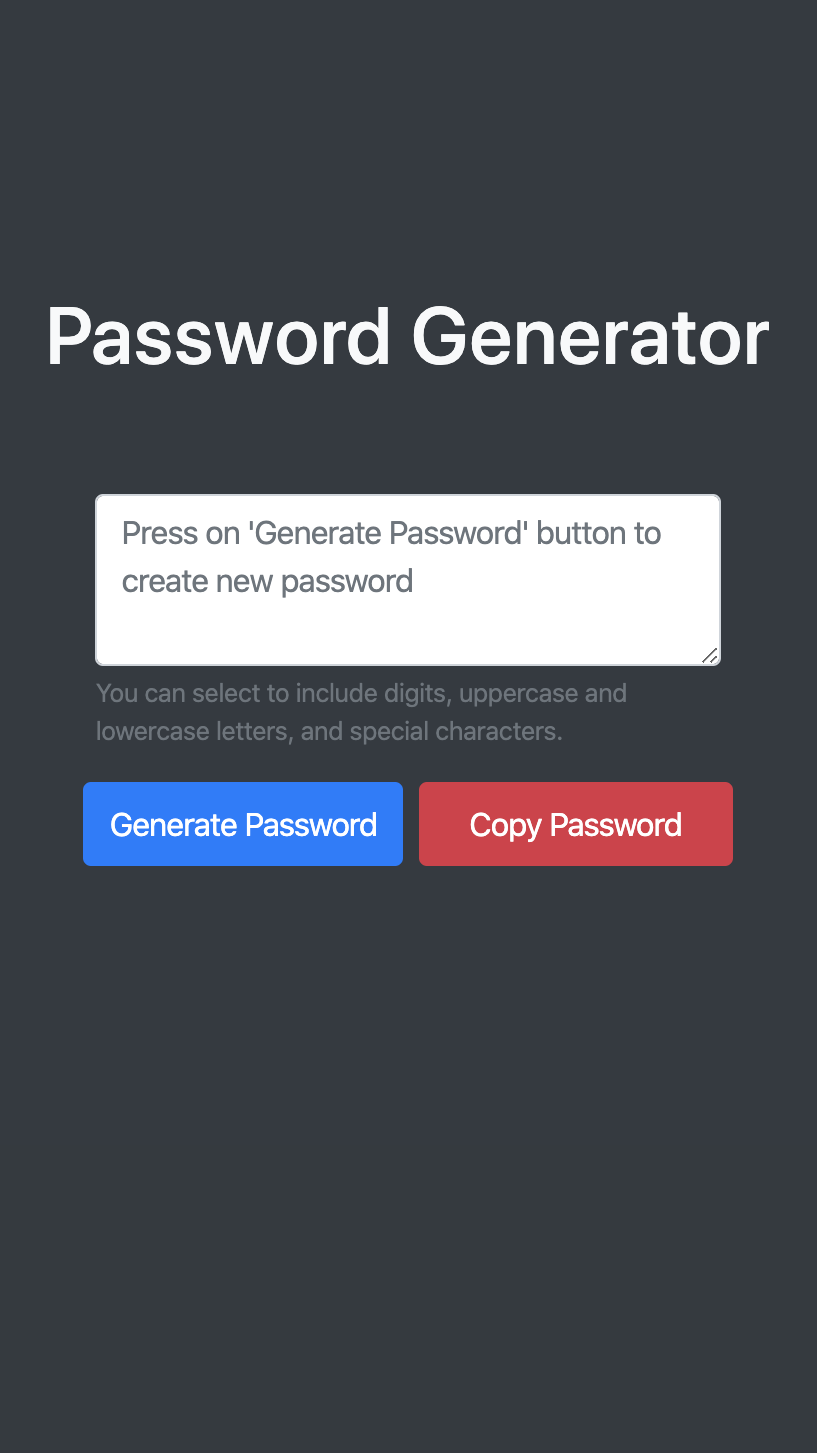 Password Generator
Press on 'Generate Password' button to
create new password
You can select to include digits, uppercase and
lowercase letters, and special characters.
Generate Password
Copy Password